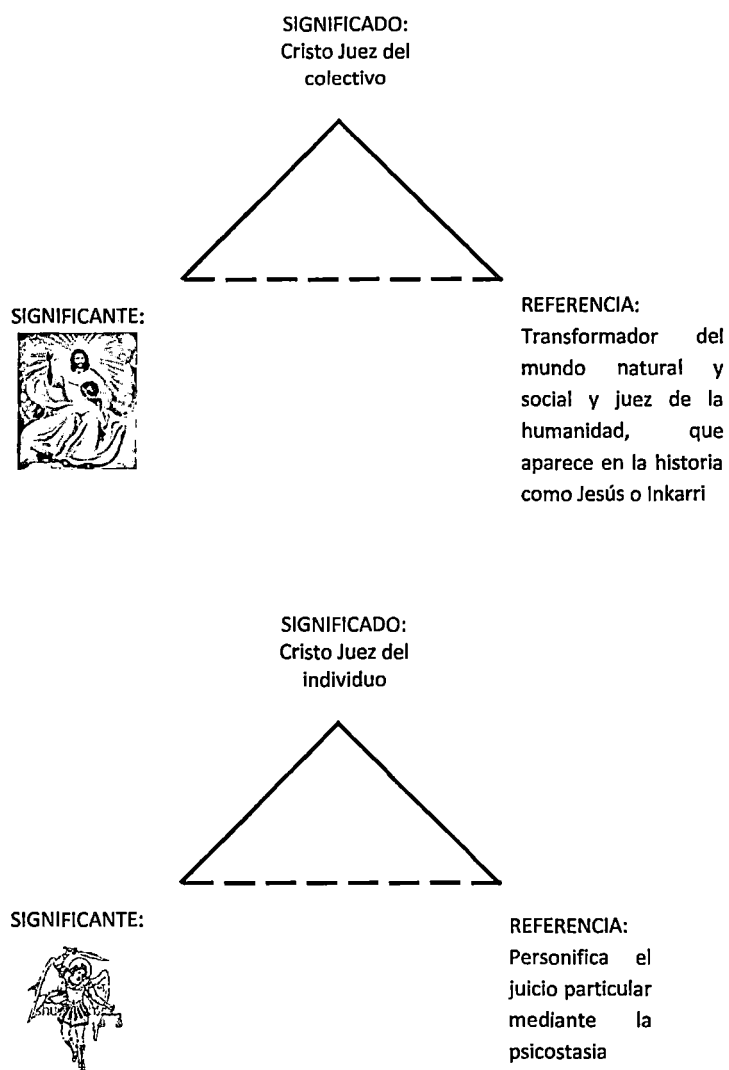 SIGNIFICADO:
Cristo Juez del
colectivo
SIGNIFICANTE:
REFERENCIA:
Transformador del
mundo natural y
social y juez de la
humanidad, que
aparece en la historia
como Jesús o Inkarri
SIGNIFICADO:
Cristo Juez del
individuo
SIGNIFICANTE:
REFERENCIA:
Personifica el
juicio particular
mediante la
psicostasia